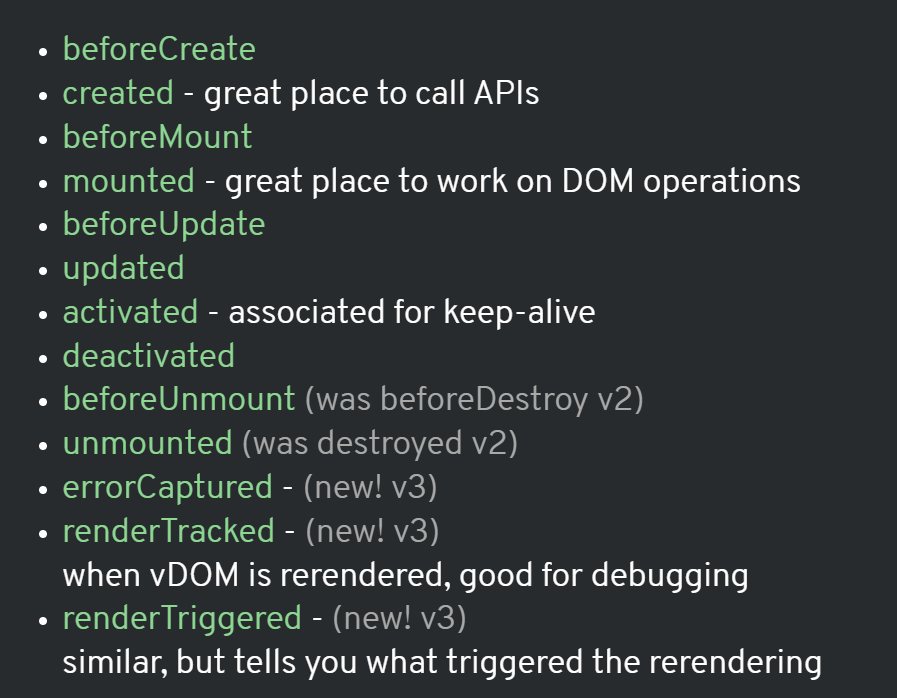 • beforeCreate
• created - great place to call APIs
• beforeMount
• mounted - great place to work on DOM operations
• beforeUpdate
• updated
• activated - associated for keep-alive
• deactivated
• beforeUnmount (was beforeDestroy v2)
• unmounted (was destroyed v2)
• errorCaptured - (new! v3)
• renderTracked - (new! v3)
when vDOM is rerendered, good for debugging
• renderTriggered - (new! v3)
similar, but tells you what triggered the rerendering